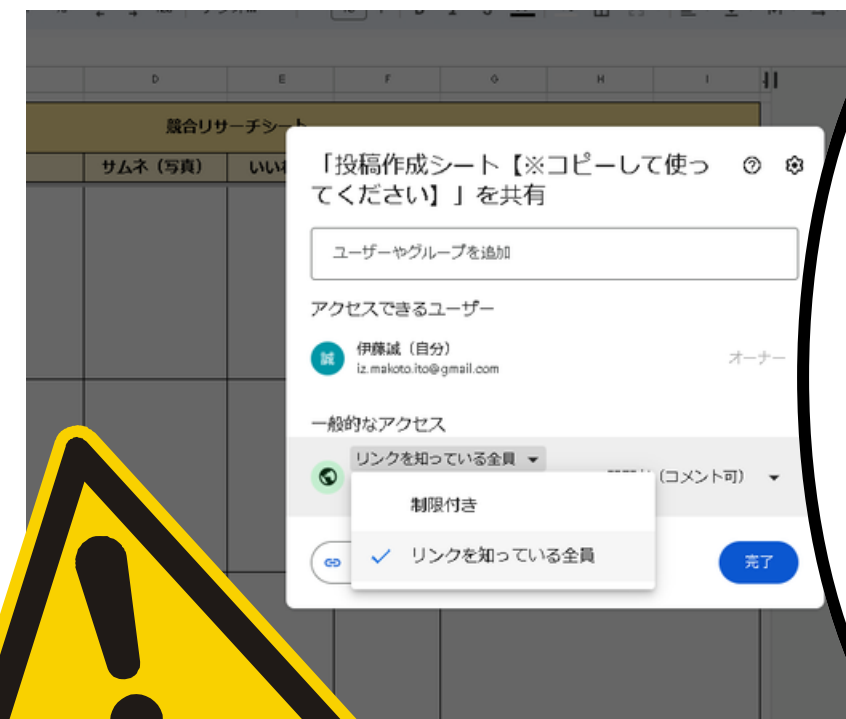 D E F G H I
競合リサーチシート
サムネ（写真） いいね
「投稿作成シート【※コピーして使っ
てください】」を共有
ユーザーやグループを追加
アクセスできるユーザー
誠 伊藤誠（自分）
iz.makoto.ito@gmail.com
オーナー
一般的なアクセス
リンクを知っている全員
（コメント可）
制限付き
リンクを知っている全員
完了